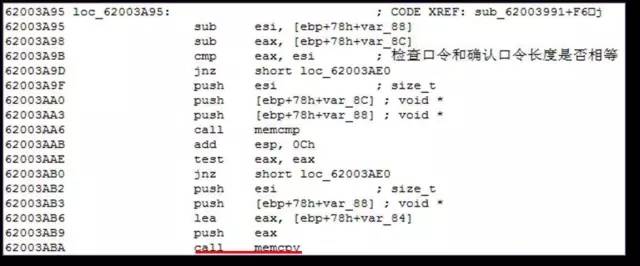 62003A95 loc_62003A95: ; CODE XREF: sub_62003991+F6↑j
62003A95 sub esi, [ebp+78h+var_88]
62003A98 sub eax, [ebp+78h+var_8C]
62003A9B cmp eax, esi ; 检查口令和确认口令长度是否相等
62003A9D jnz short loc_62003AE0
62003A9F push esi ; size_t
62003AA0 push [ebp+78h+var_8C] ; void *
62003AA3 push [ebp+78h+var_88] ; void *
62003AA6 call memcmp
62003AAB add esp, 0Ch
62003AAE test eax, eax
62003AB0 jnz short loc_62003AE0
62003AB2 push esi ; size_t
62003AB3 push [ebp+78h+var_88] ; void *
62003AB6 lea eax, [ebp+78h+var_84]
62003AB9 push eax
62003ABA call memcpy